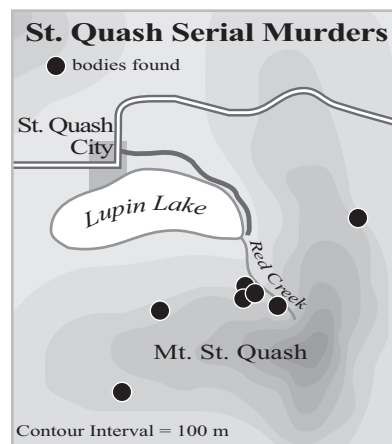 St. Quash Serial Murders
bodies found
St. Quash
City
Lupin Lake
Red Creek
Mt. St. Quash
Contour Interval = 100 m